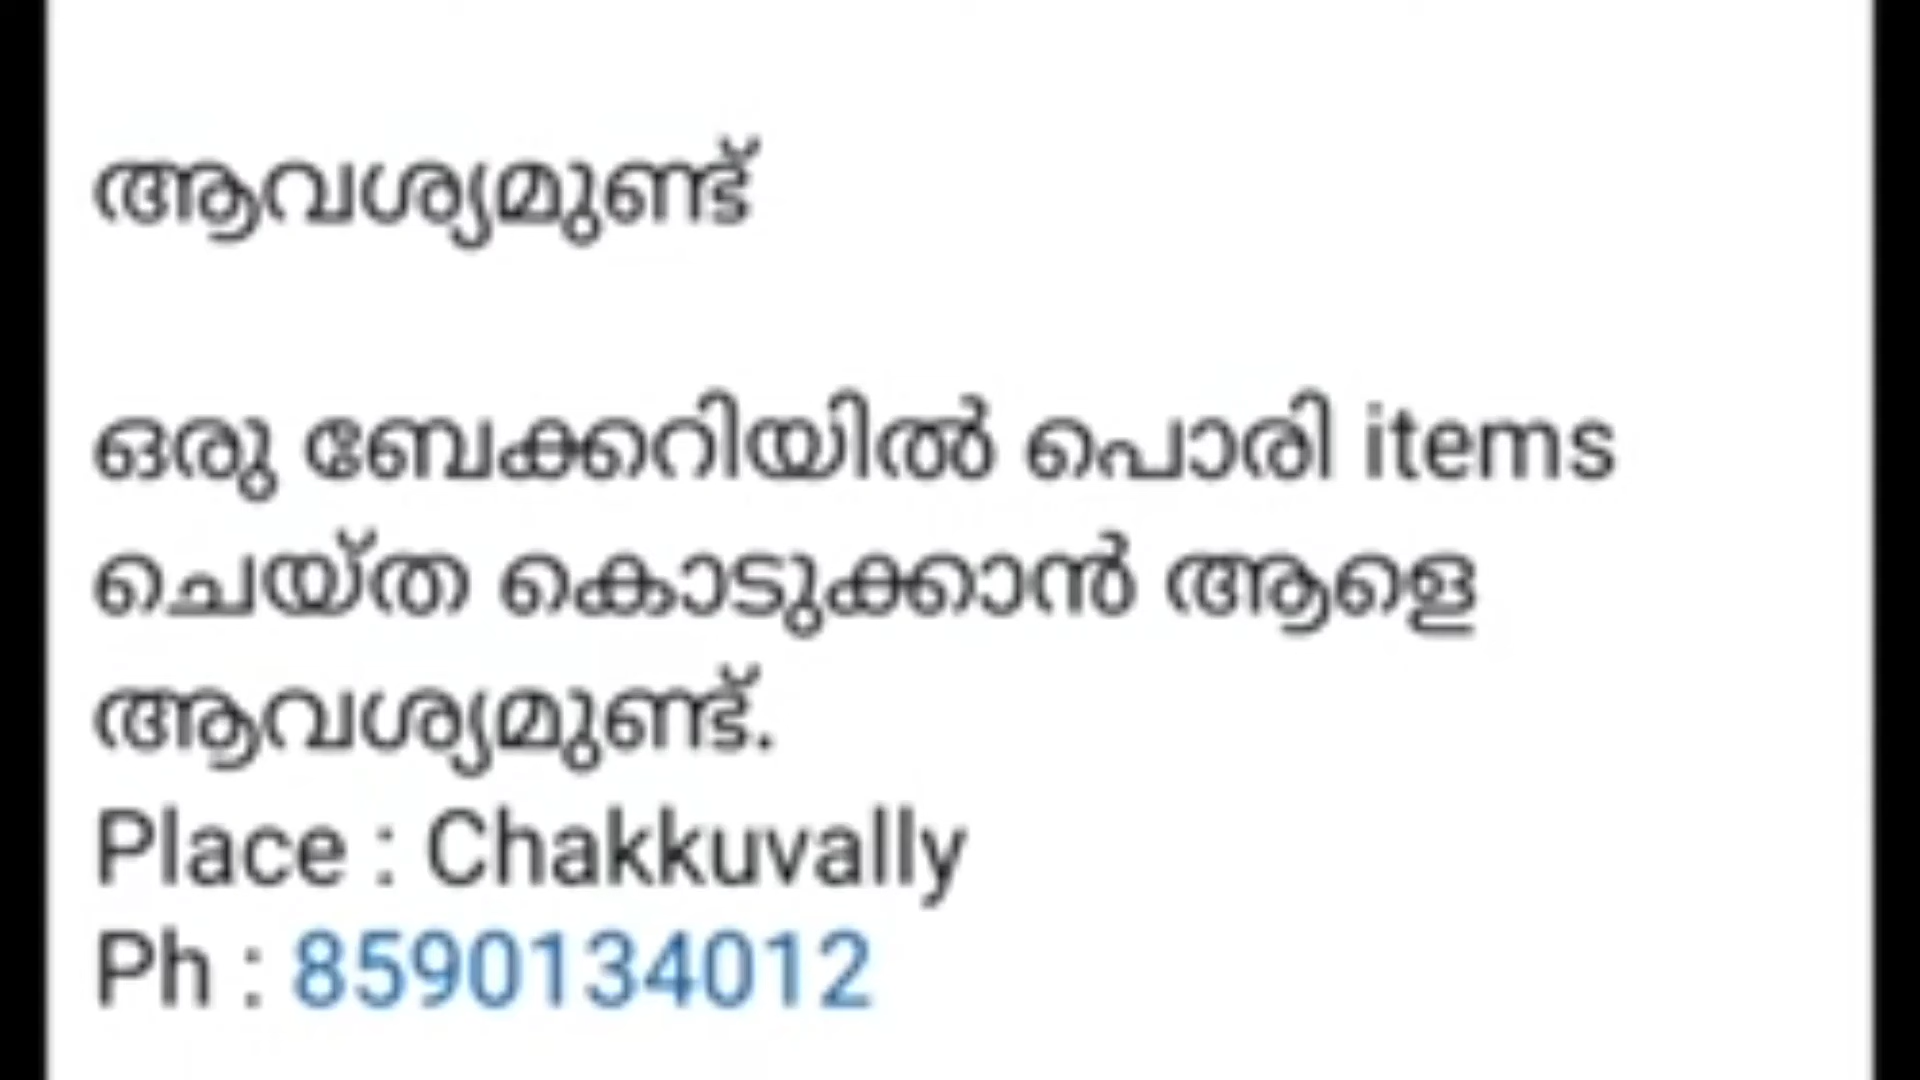 ആവശ്യമുണ്ട്
ഒരു ബേക്കറിയിൽ പൊരി items
ചെയ്ത കൊടുക്കാൻ ആളെ
ആവശ്യമുണ്ട്.
Place : Chakkuvally
Ph : 8590134012